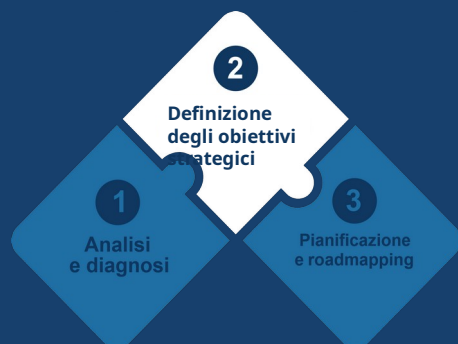 2
Definizione
degli obiettivi
strategici
1
Analisi
e diagnosi
3
Pianificazione
e roadmapping